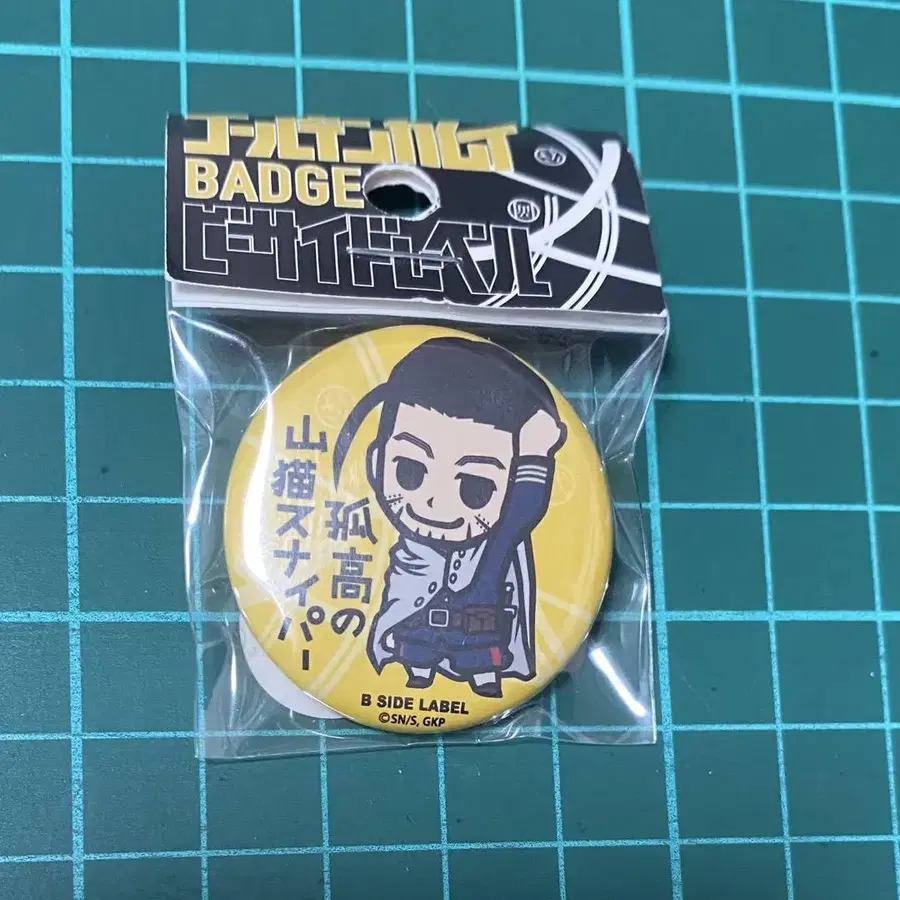 ゴールデンカムイ
BADGE
ビーサイドレーベル
孤高の
山猫スナイパー
B SIDE LABEL
©SN/S, GKP